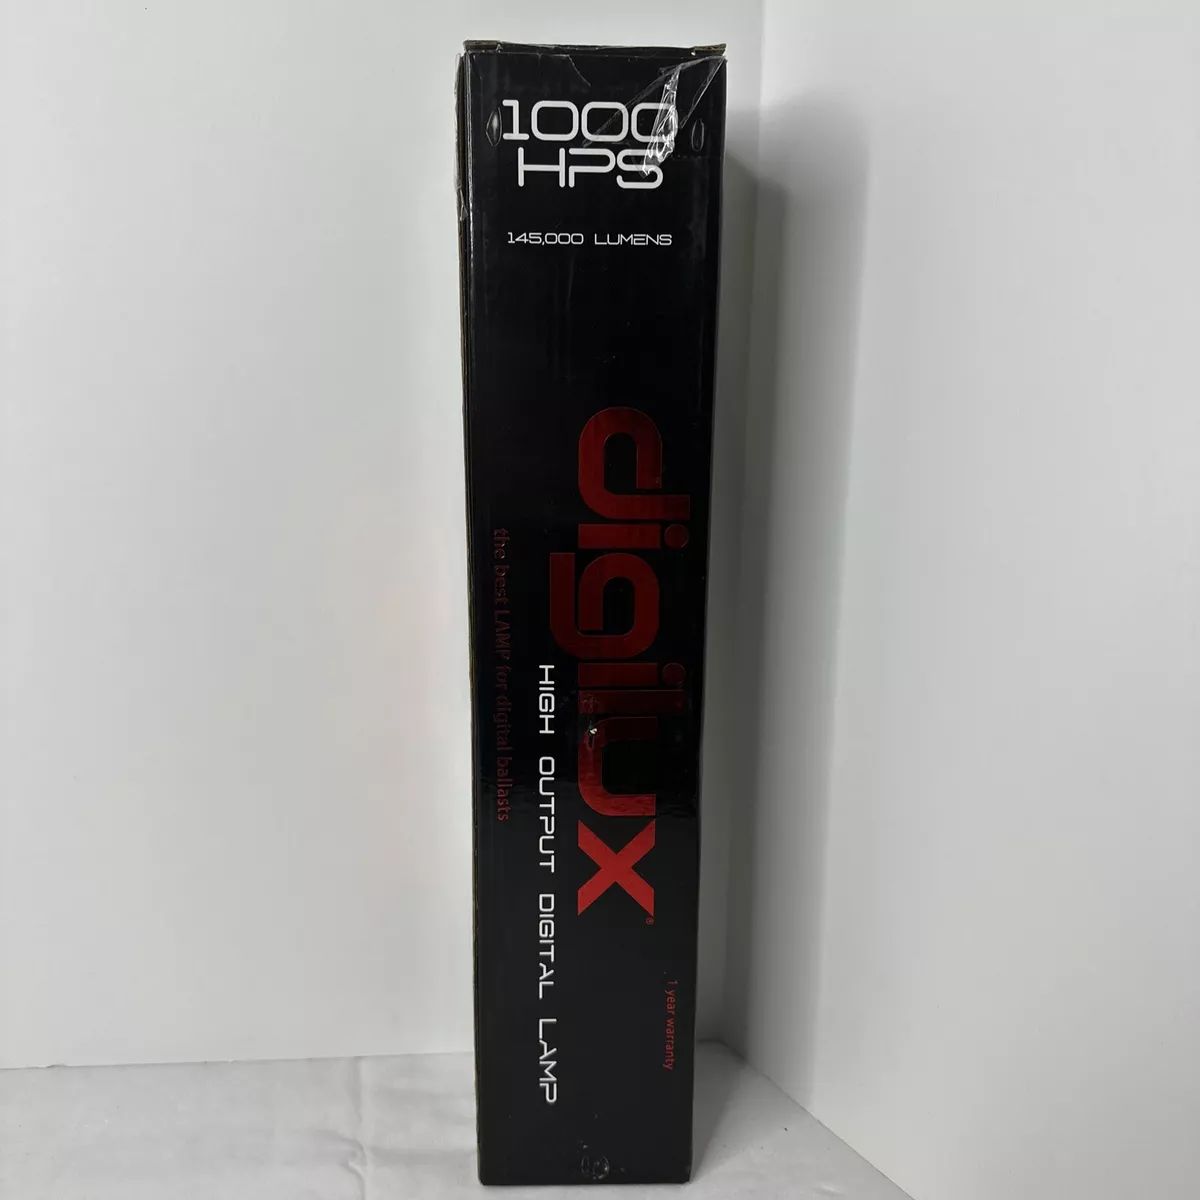 1000
HPS
145,000 LUMENS
digilux®
HIGH OUTPUT DIGITAL LAMP
the best LAMP for digital ballasts
1 year warranty